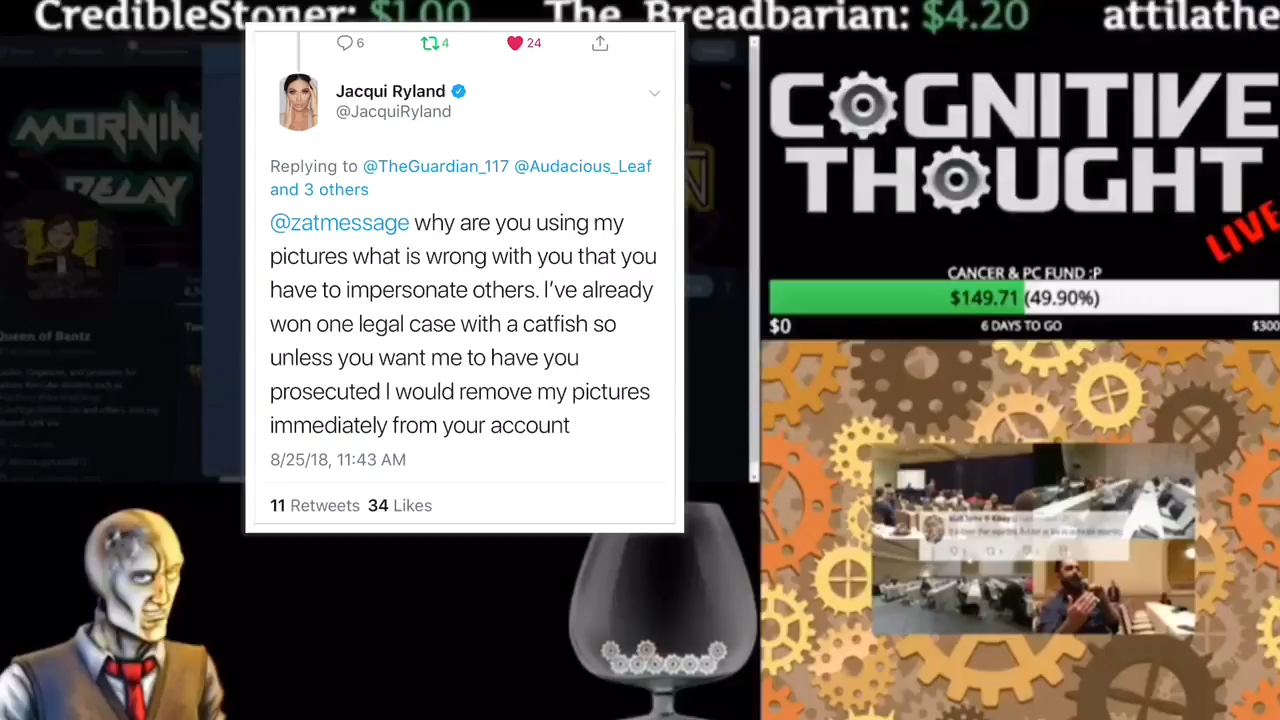 CredibleStoner: $1.00 The_Breadbarian: $4.20 attilathe
6 4 24
Jacqui Ryland
@JacquiRyland
Replying to @TheGuardian_117 @Audacious_Leaf
and 3 others
@zatmessage why are you using my
pictures what is wrong with you that you
have to impersonate others. I've already
won one legal case with a catfish so
unless you want me to have you
prosecuted I would remove my pictures
immediately from your account
8/25/18, 11:43 AM
11 Retweets 34 Likes
MORNIN
DELAY
Queen of Bantz
COGNITIVE
THOUGHT
LIVE
CANCER & PC FUND :P
$149.71 (49.90%)
$0 6 DAYS TO GO $300